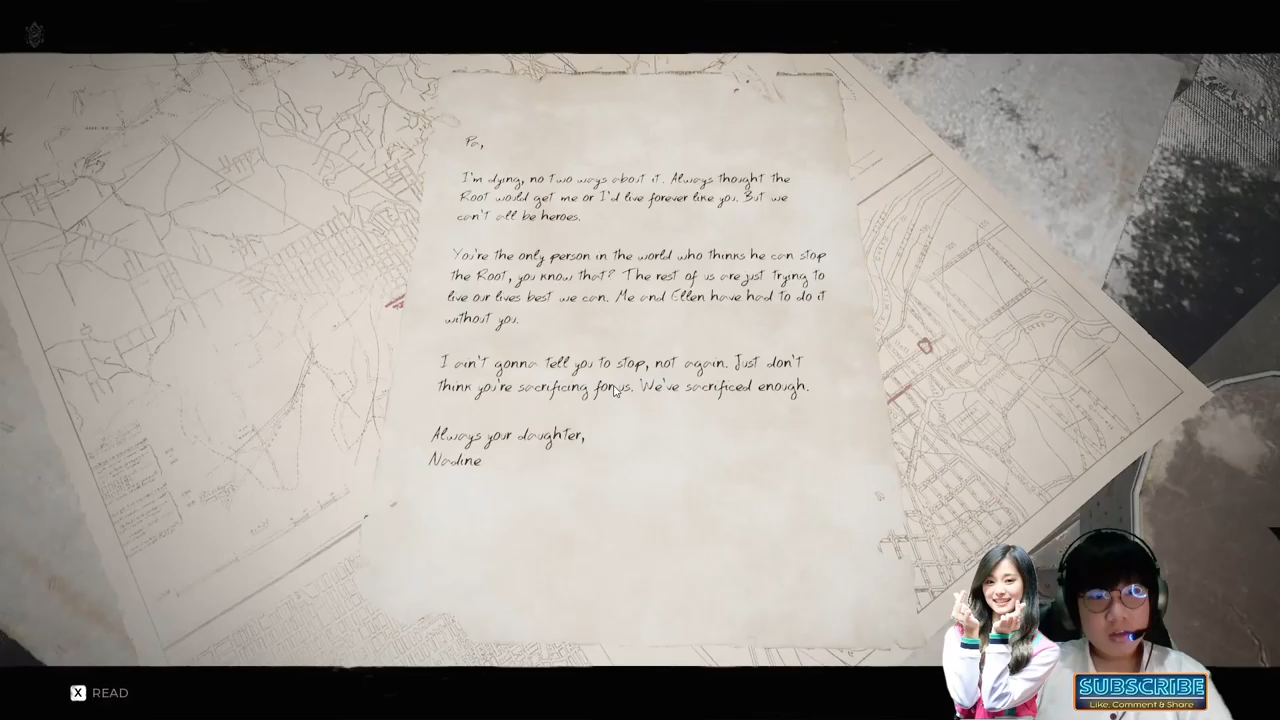 Pa,
I'm dying, no two ways about it. Always thought the
Root would get me or I'd live forever like you. But we
can't all be heroes.
You're the only person in the world who thinks he can stop
the Root, you know that? The rest of us are just trying to
live our lives best we can. Me and Ellen have had to do it
without you.
I ain't gonna tell you to stop, not again. Just don't
think you're sacrificing for us. We've sacrificed enough.
Always your daughter,
Nadine
X READ
SUBSCRIBE
Like, Comment & Share